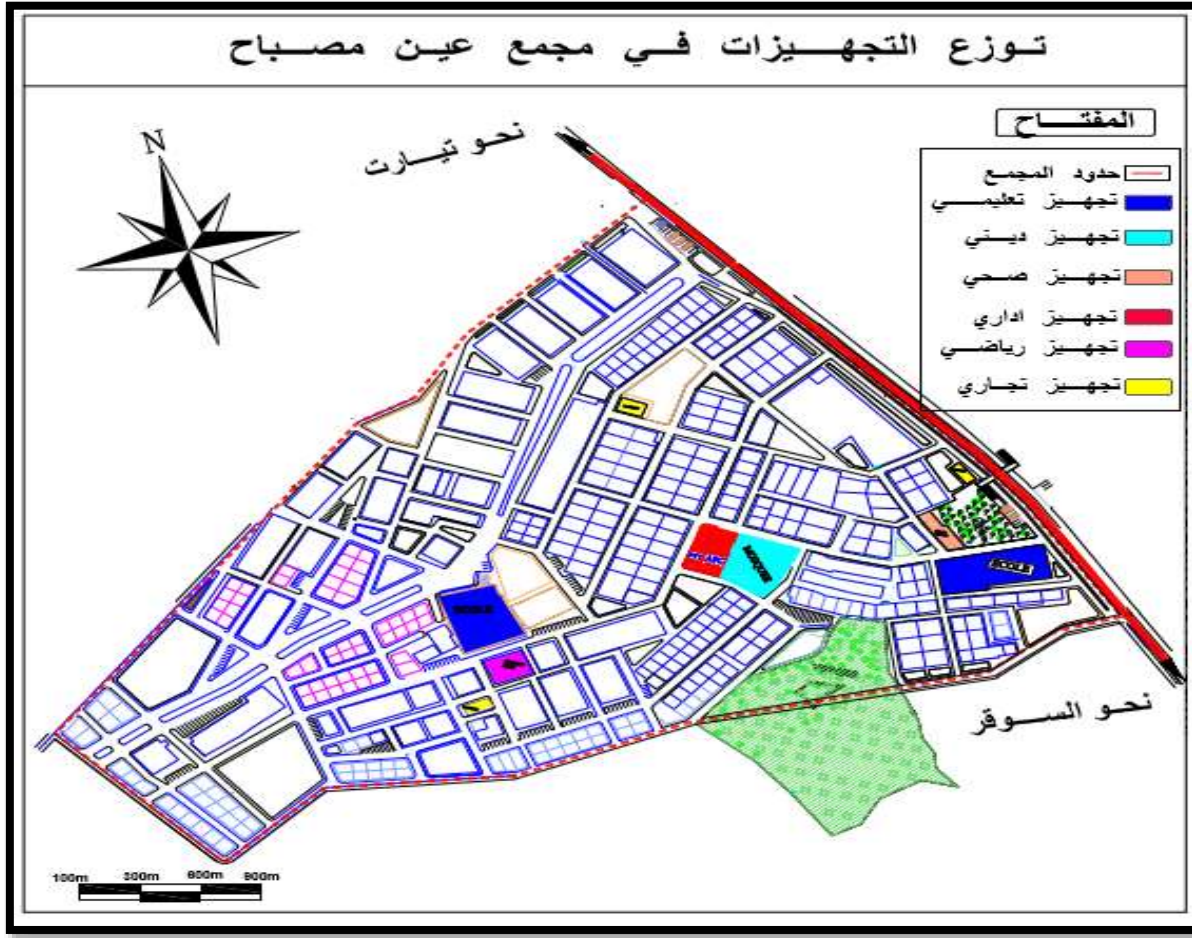 توزع التجهيزات في مجمع عين مصباح
المفتاح
حدود المجمع
تجهيز تعليمي
تجهيز ديني
تجهيز صحي
تجهيز اداري
تجهيز رياضي
تجهيز تجاري
N
نحو تيارت
MOSQUEE
ECOLE
ECOLE
نحو السوقر
100m 300m 600m 900m